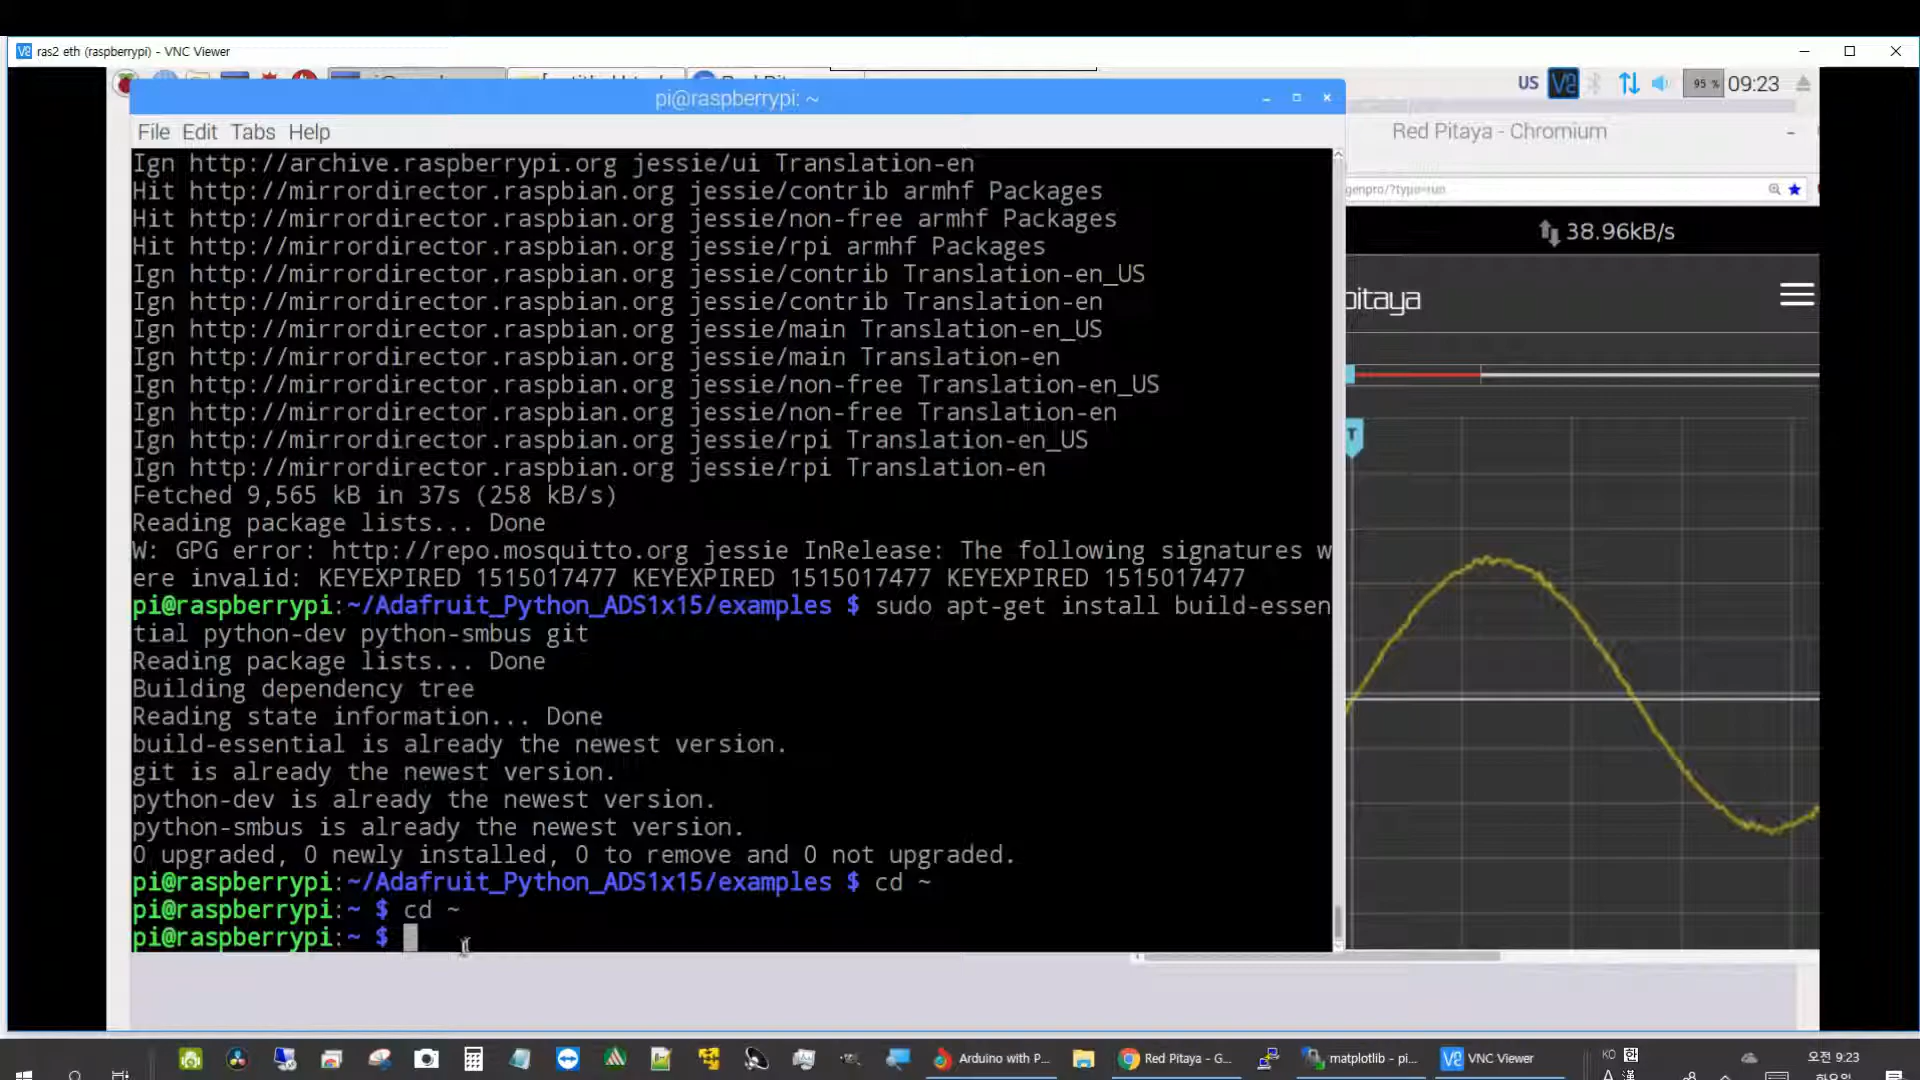 ras2 eth (raspberrypi) - VNC Viewer
US
95 %
09:23
pi@raspberrypi: ~
File Edit Tabs Help
Ign http://archive.raspberrypi.org jessie/ui Translation-en
Hit http://mirrordirector.raspbian.org jessie/contrib armhf Packages
Hit http://mirrordirector.raspbian.org jessie/non-free armhf Packages
Hit http://mirrordirector.raspbian.org jessie/rpi armhf Packages
Ign http://mirrordirector.raspbian.org jessie/contrib Translation-en_US
Ign http://mirrordirector.raspbian.org jessie/contrib Translation-en
Ign http://mirrordirector.raspbian.org jessie/main Translation-en_US
Ign http://mirrordirector.raspbian.org jessie/main Translation-en
Ign http://mirrordirector.raspbian.org jessie/non-free Translation-en_US
Ign http://mirrordirector.raspbian.org jessie/non-free Translation-en
Ign http://mirrordirector.raspbian.org jessie/rpi Translation-en_US
Ign http://mirrordirector.raspbian.org jessie/rpi Translation-en
Fetched 9,565 kB in 37s (258 kB/s)
Reading package lists... Done
W: GPG error: http://repo.mosquitto.org jessie InRelease: The following signatures w
ere invalid: KEYEXPIRED 1515017477 KEYEXPIRED 1515017477 KEYEXPIRED 1515017477
pi@raspberrypi:~/Adafruit_Python_ADS1x15/examples $ sudo apt-get install build-essen
tial python-dev python-smbus git
Reading package lists... Done
Building dependency tree
Reading state information... Done
build-essential is already the newest version.
git is already the newest version.
python-dev is already the newest version.
python-smbus is already the newest version.
0 upgraded, 0 newly installed, 0 to remove and 0 not upgraded.
pi@raspberrypi:~/Adafruit_Python_ADS1x15/examples $ cd ~
pi@raspberrypi:~ $ cd ~
pi@raspberrypi:~ $
Red Pitaya - Chromium
genpro/?type=run
38.96kB/s
pitaya
T
Arduino with P...
Red Pitaya - G...
matplotlib - pi...
VNC Viewer
KO 한
오전 9:23